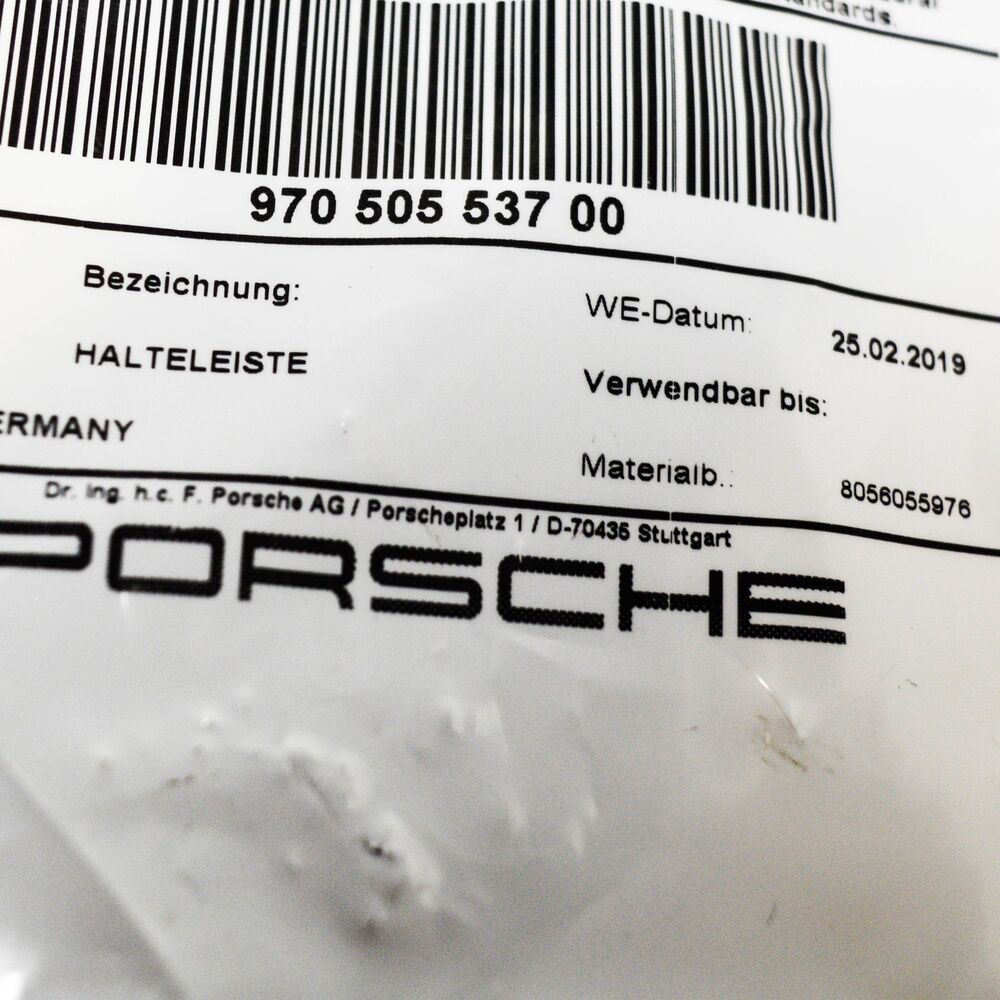 andards.
970 505 537 00
Bezeichnung:
WE-Datum:
25.02.2019
HALTELEISTE
Verwendbar bis:
ERMANY
Materialb.:
8056055976
Dr. Ing. h.c. F. Porsche AG / Porscheplatz 1 / D-70435 Stuttgart
PORSCHE